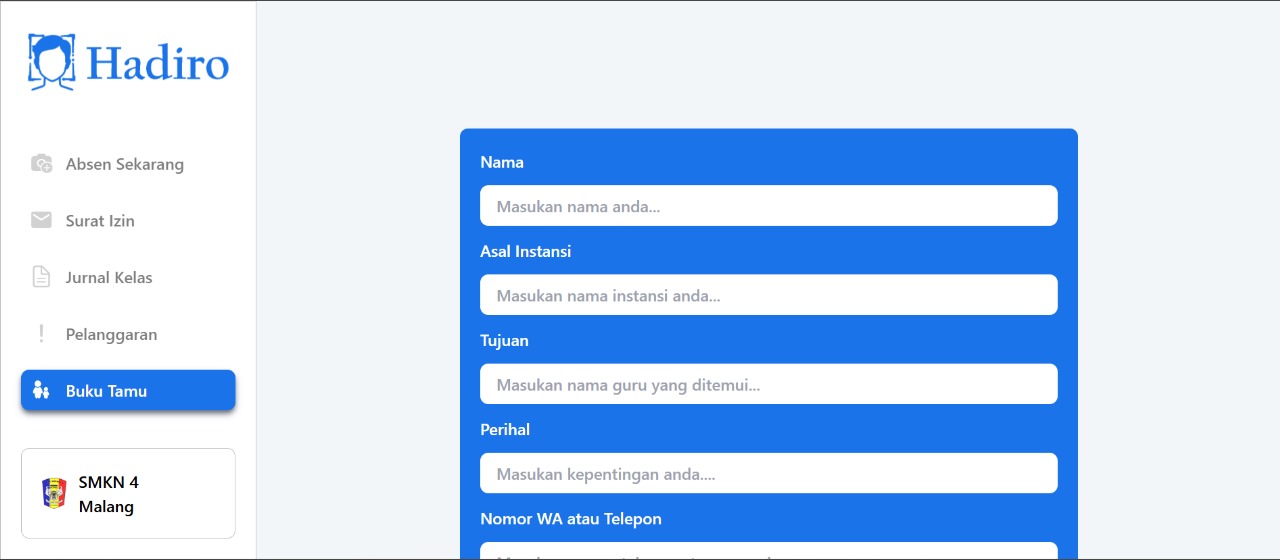 Hadiro
Absen Sekarang
Surat Izin
Jurnal Kelas
Pelanggaran
Buku Tamu
SMKN 4
Malang
Nama
Masukan nama anda...
Asal Instansi
Masukan nama instansi anda...
Tujuan
Masukan nama guru yang ditemui...
Perihal
Masukan kepentingan anda....
Nomor WA atau Telepon